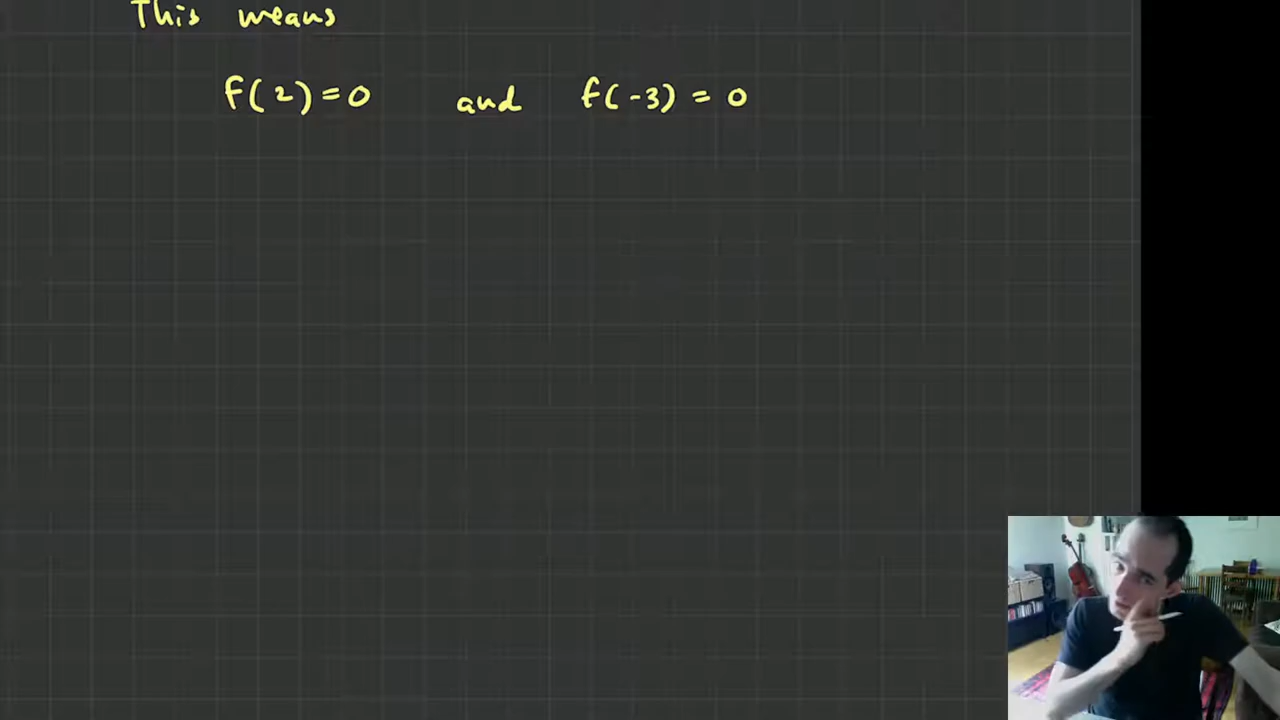 This means
f(2)=0 and f(-3) = 0